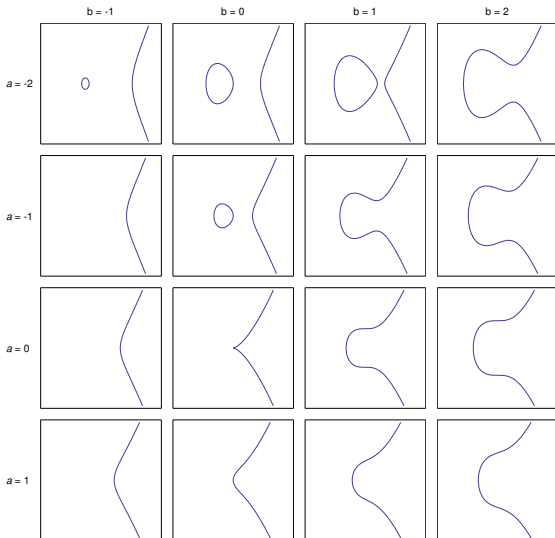 b = -1 b = 0 b = 1 b = 2
a = -2
a = -1
a = 0
a = 1